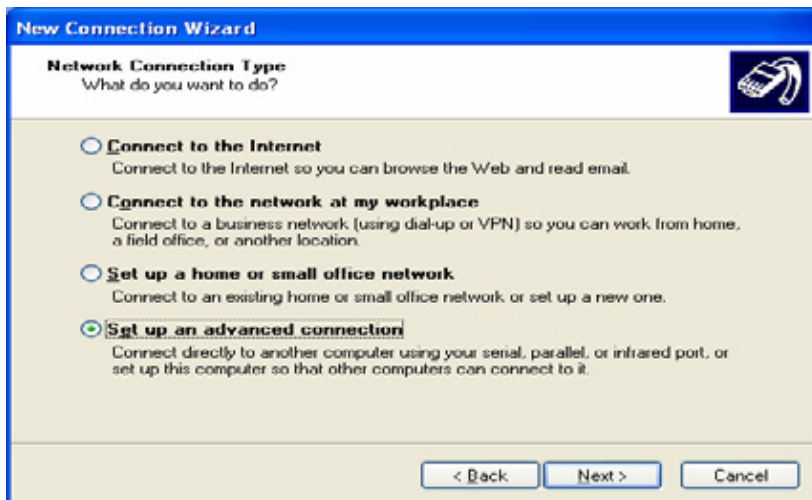 New Connection Wizard
Network Connection Type
What do you want to do?
Connect to the Internet
Connect to the Internet so you can browse the Web and read email.
Connect to the network at my workplace
Connect to a business network (using dial-up or VPN) so you can work from home,
a field office, or another location.
Set up a home or small office network
Connect to an existing home or small office network or set up a new one.
Set up an advanced connection
Connect directly to another computer using your serial, parallel, or infrared port, or
set up this computer so that other computers can connect to it.
< Back Next > Cancel